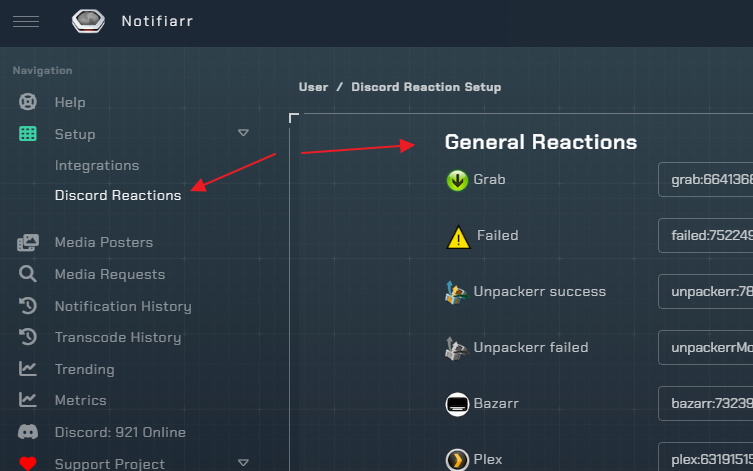 Notifiarr
Navigation
Help
Setup
Integrations
Discord Reactions
Media Posters
Media Requests
Notification History
Transcode History
Trending
Metrics
Discord: 921 Online
Support Project
User / Discord Reaction Setup
General Reactions
Grab
grab:6641368
Failed
failed:752249
Unpackerr success
unpackerr:78
Unpackerr failed
unpackerrMo
Bazarr
bazarr:73239
Plex
plex:63191513